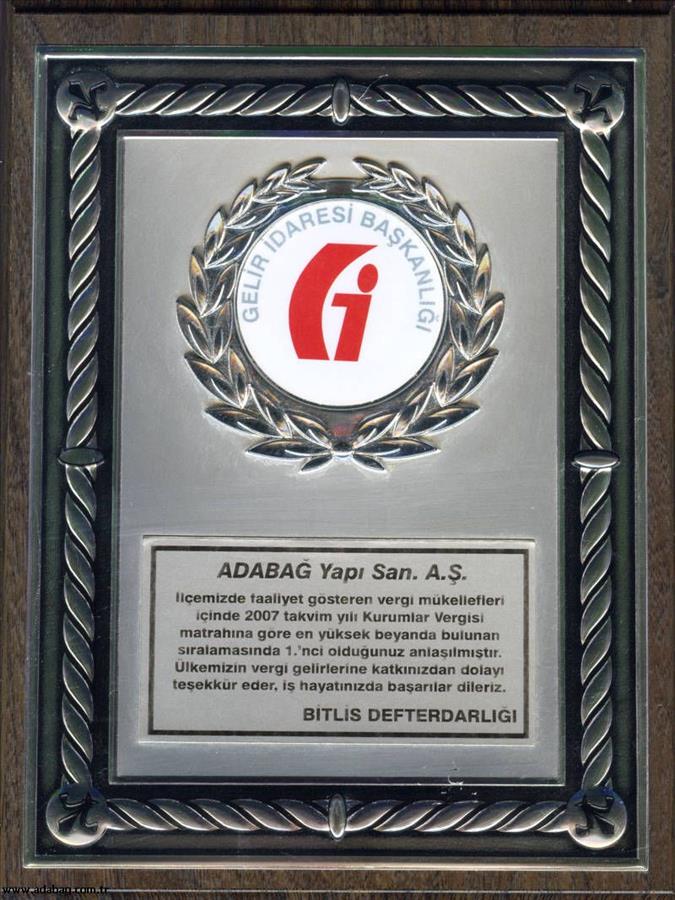 GELİR İDARESİ BAŞKANLIĞI
ADABAĞ Yapı San. A.Ş.
İlçemizde faaliyet gösteren vergi mükellefleri
içinde 2007 takvim yılı Kurumlar Vergisi
matrahına göre en yüksek beyanda bulunan
sıralamasında 1.'nci olduğunuz anlaşılmıştır.
Ülkemizin vergi gelirlerine katkınızdan dolayı
teşekkür eder, iş hayatınızda başarılar dileriz.
BİTLİS DEFTERDARLIĞI
www.adabag.com.tr